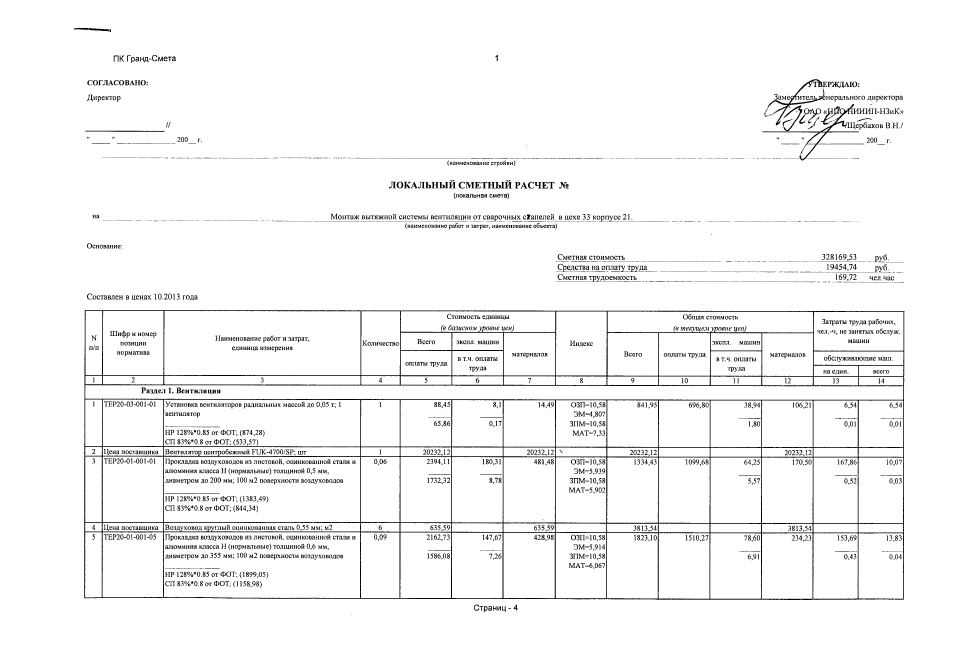 ПК Гранд-Смета
1
СОГЛАСОВАНО:
УТВЕРЖДАЮ:
Директор
Заместитель генерального директора
ОАО «НПО НИИИП-НЗиК»
//
/Щербаков В.Н./
"____" ________ 200__ г.
"____" ________ 200__ г.
(наименование стройки)
ЛОКАЛЬНЫЙ СМЕТНЫЙ РАСЧЕТ №
(локальная смета)
на Монтаж вытяжной системы вентиляции от сварочных стапелей в цехе 33 корпусе 21.
(наименование работ и затрат, наименование объекта)
Основание:
Сметная стоимость 328169,53 руб.
Средства на оплату труда 19454,74 руб.
Сметная трудоемкость 169,72 чел.час
Составлен в ценах 10.2013 года
N п/п
Шифр и номер позиции норматива
Наименование работ и затрат, единица измерения
Количество
Стоимость единицы (в базисном уровне цен)
Всего
оплаты труда
экспл. машин
в т.ч. оплаты труда
материалов
Индекс
Общая стоимость (в текущем уровне цен)
Всего
оплаты труда
экспл. машин
в т.ч. оплаты труда
материалов
Затраты труда рабочих, чел.-ч, не занятых обслуж. машин
обслуживающие маш.
на един. всего
1 2 3 4 5 6 7 8 9 10 11 12 13 14
Раздел 1. Вентиляция
1 ТЕР20-03-001-01 Установка вентиляторов радиальных массой до 0,05 т; 1 1 88,45 8,1 14,49 ОЗП=10,58 841,95 696,80 38,94 106,21 6,54 6,54
вентилятор ЭМ=4,807
65,86 0,17 ЗПМ=10,58 1,80 0,01 0,01
НР 128%*0.85 от ФОТ; (874,28) МАТ=7,33
СП 83%*0.8 от ФОТ; (533,57)
2 Цена поставщика Вентилятор центробежный FUK-4700/SP; шт 1 20232,12 20232,12 20232,12 20232,12
3 ТЕР20-01-001-01 Прокладка воздуховодов из листовой, оцинкованной стали и 0,06 2394,11 180,31 481,48 ОЗП=10,58 1334,43 1099,68 64,25 170,50 167,86 10,07
алюминия класса Н (нормальные) толщиной 0,5 мм, ЭМ=5,939
диаметром до 200 мм; 100 м2 поверхности воздуховодов 1732,32 8,78 ЗПМ=10,58 5,57 0,52 0,03
МАТ=5,902
НР 128%*0.85 от ФОТ; (1383,49)
СП 83%*0.8 от ФОТ; (844,34)
4 Цена поставщика Воздуховод круглый оцинкованная сталь 0,55 мм; м2 6 635,59 635,59 3813,54 3813,54
5 ТЕР20-01-001-05 Прокладка воздуховодов из листовой, оцинкованной стали и 0,09 2162,73 147,67 428,98 ОЗП=10,58 1823,10 1510,27 78,60 234,23 153,69 13,83
алюминия класса Н (нормальные) толщиной 0,6 мм, ЭМ=5,914
диаметром до 355 мм; 100 м2 поверхности воздуховодов 1586,08 7,26 ЗПМ=10,58 6,91 0,43 0,04
МАТ=6,067
НР 128%*0.85 от ФОТ; (1899,05)
СП 83%*0.8 от ФОТ; (1158,98)
Страниц - 4